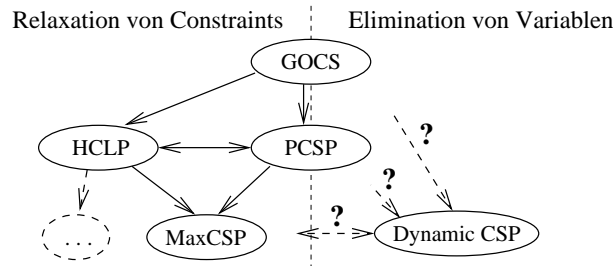 Relaxation von Constraints Elimination von Variablen
GOCS
?
HCLP PCSP
?
?
. . . MaxCSP Dynamic CSP